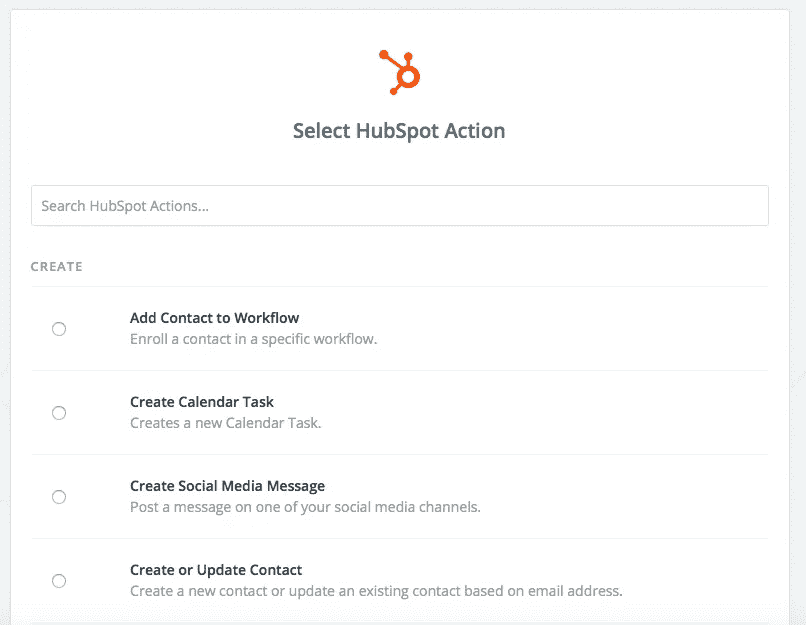 Select HubSpot Action
Search HubSpot Actions...
CREATE
Add Contact to Workflow
Enroll a contact in a specific workflow.
Create Calendar Task
Creates a new Calendar Task.
Create Social Media Message
Post a message on one of your social media channels.
Create or Update Contact
Create a new contact or update an existing contact based on email address.